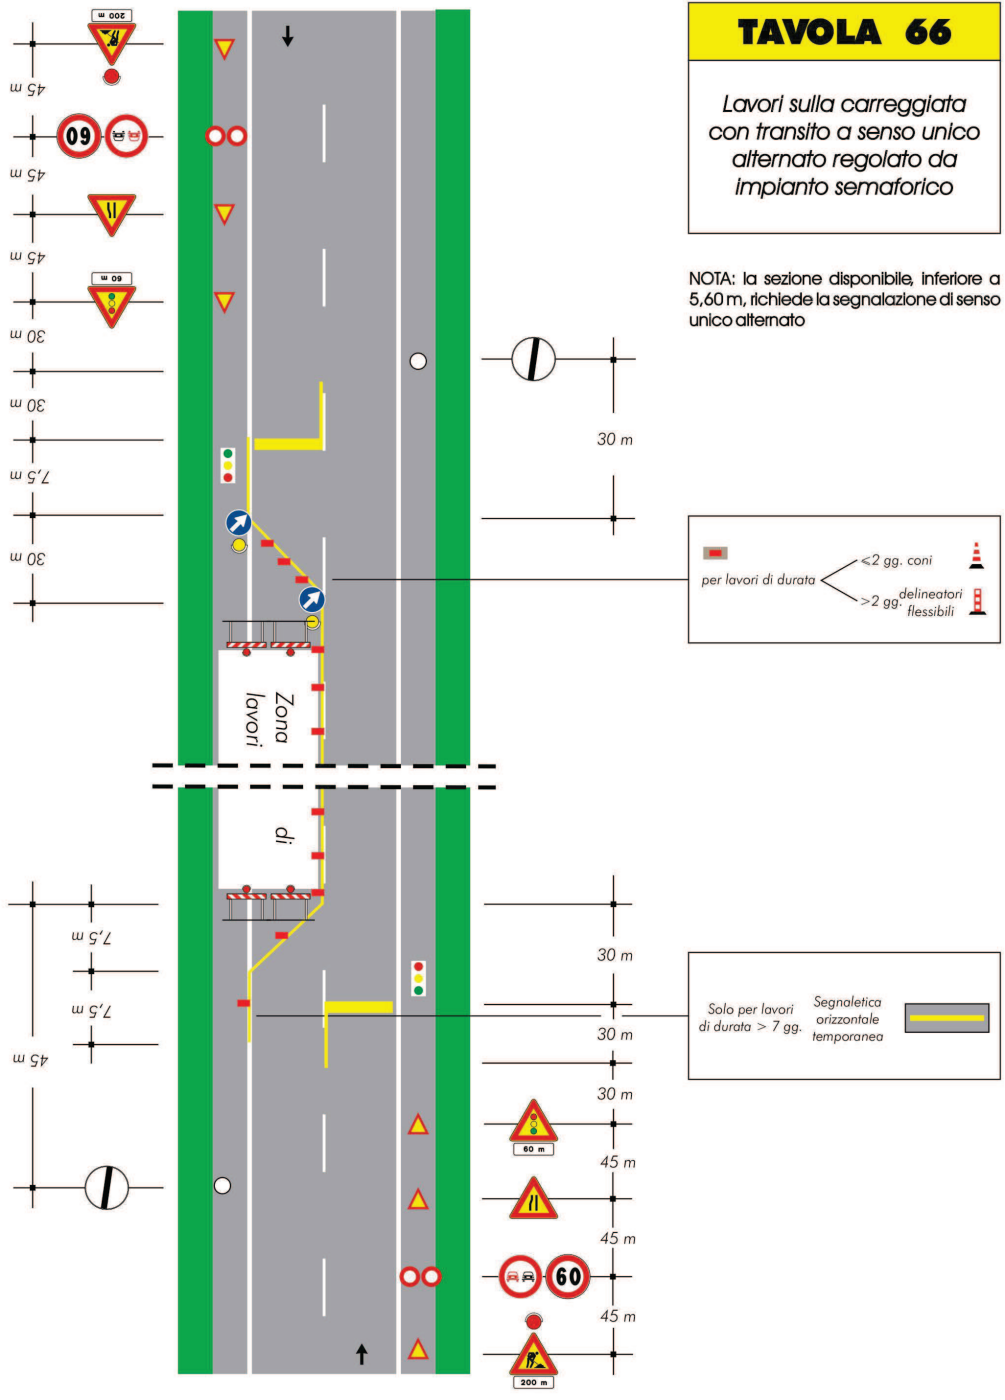 TAVOLA 66
Lavori sulla carreggiata
con transito a senso unico
alternato regolato da
impianto semaforico
NOTA: la sezione disponibile, inferiore a
5,60 m, richiede la segnalazione di senso
unico alternato
200 m
45 m
60
45 m
45 m
60 m
30 m
30 m
7,5 m
30 m
30 m
per lavori di durata
≤2 gg. coni
>2 gg. delineatori
flessibili
Zona
lavori
di
7,5 m
7,5 m
45 m
30 m
30 m
30 m
Solo per lavori
di durata > 7 gg.
Segnaletica
orizzontale
temporanea
60 m
45 m
45 m
60
45 m
200 m